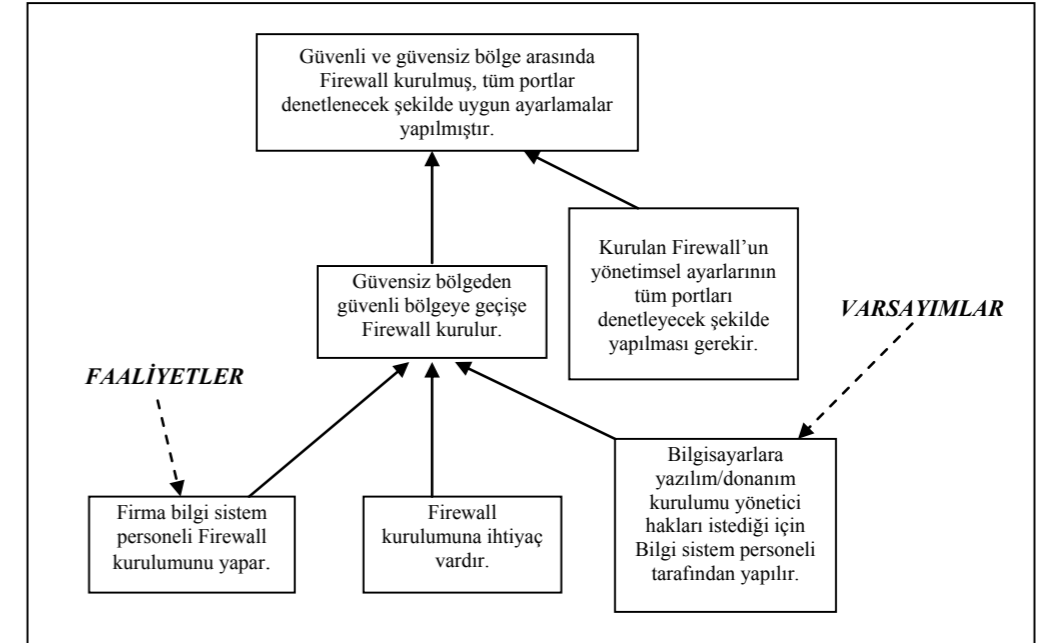 Güvenli ve güvensiz bölge arasında
Firewall kurulmuş, tüm portlar
denetlenecek şekilde uygun ayarlamalar
yapılmıştır.
Kurulan Firewall’un
yönetimsel ayarlarının
tüm portları
denetleyecek şekilde
yapılması gerekir.
Güvensiz bölgeden
güvenli bölgeye geçişe
Firewall kurulur.
VARSAYIMLAR
FAALİYETLER
Firma bilgi sistem
personeli Firewall
kurulumunu yapar.
Firewall
kurulumuna ihtiyaç
vardır.
Bilgisayarlara
yazılım/donanım
kurulumu yönetici
hakları istediği için
Bilgi sistem personeli
tarafından yapılır.